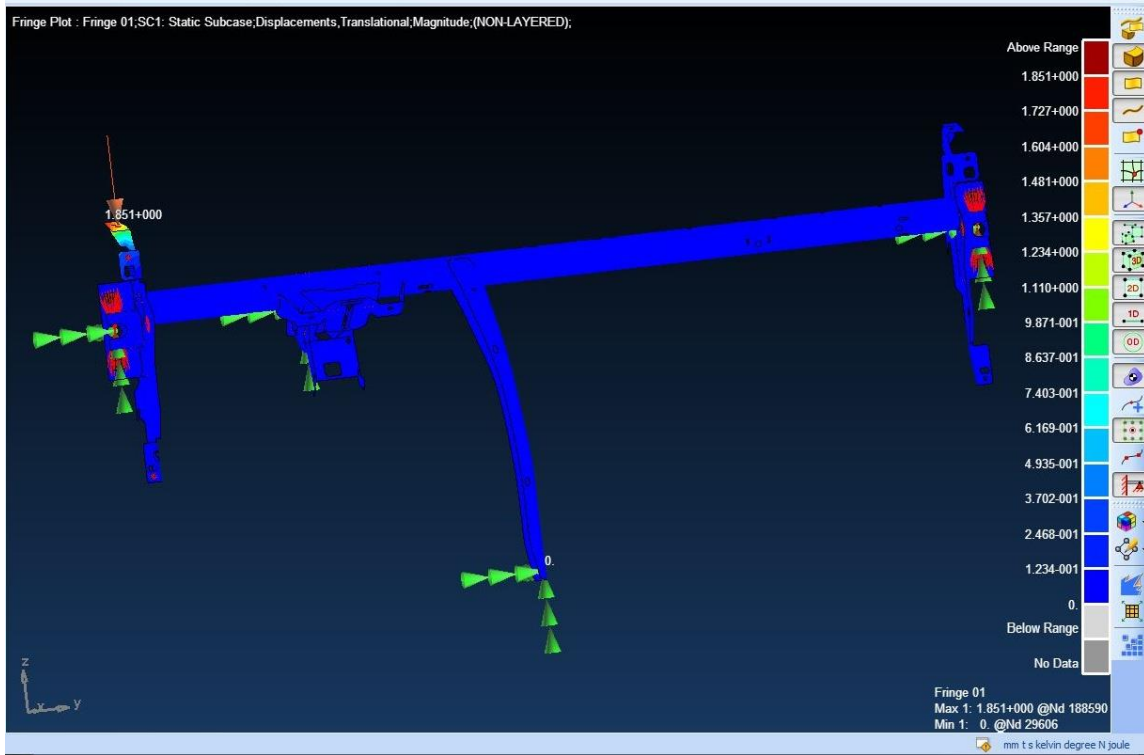 Fringe Plot : Fringe 01;SC1: Static Subcase;Displacements,Translational;Magnitude;(NON-LAYERED);
Above Range
1.851+000
1.727+000
1.604+000
1.481+000
1.357+000
1.234+000
1.110+000
9.871-001
8.637-001
7.403-001
6.169-001
4.935-001
3.702-001
2.468-001
1.234-001
0.
Below Range
No Data
1.851+000
0.
z
x
y
Fringe 01
Max 1: 1.851+000 @Nd 188590
Min 1: 0. @Nd 29606
3D
2D
1D
0D
mm t s kelvin degree N joule